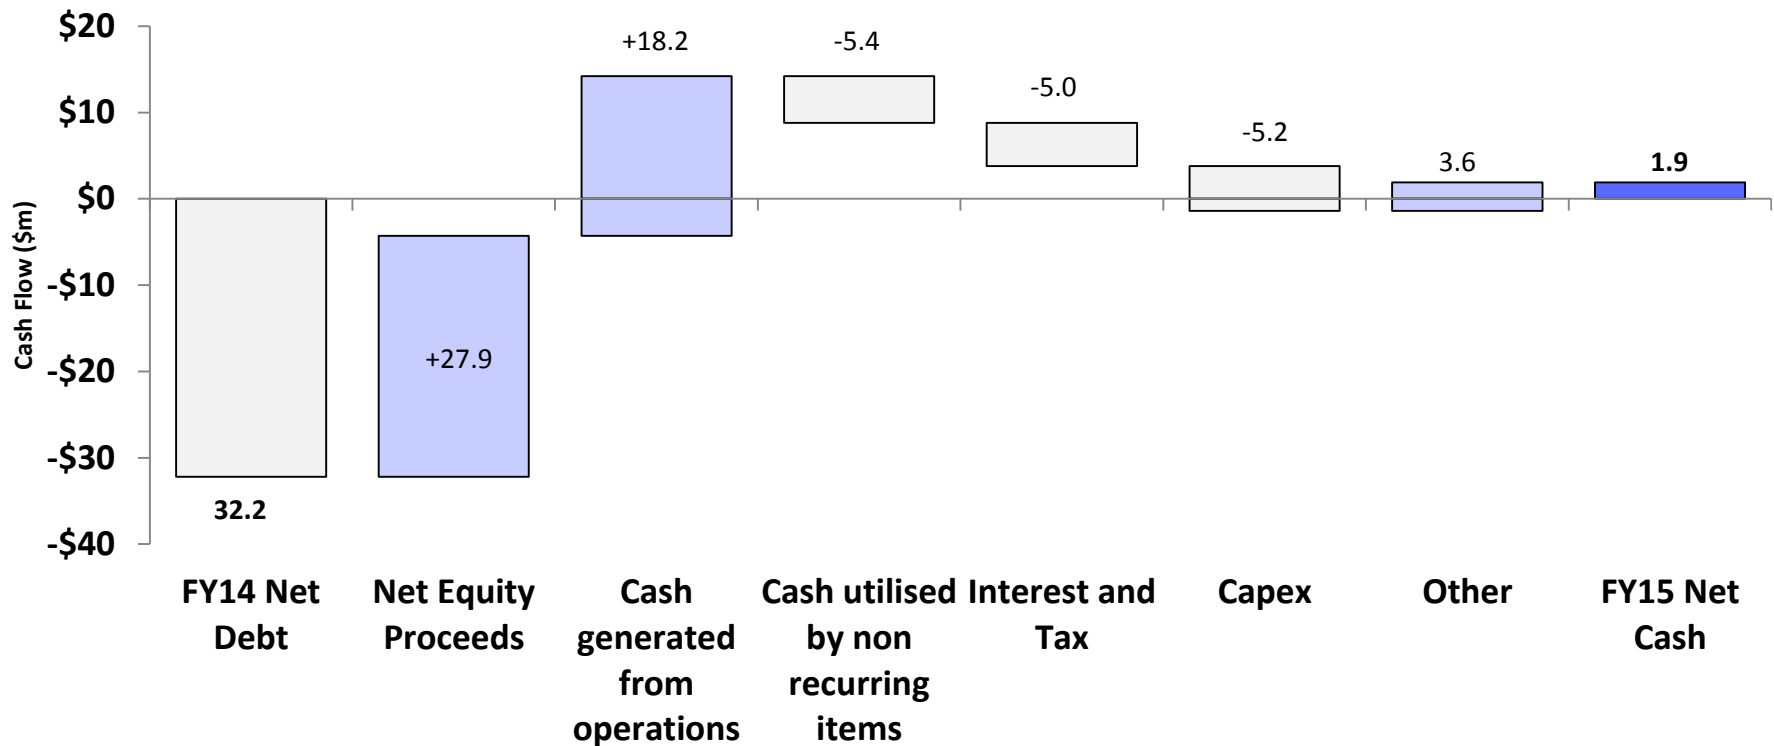 $20
$10
$0
-$10
-$20
-$30
-$40
Cash Flow ($m)
32.2
+27.9
+18.2
-5.4
-5.0
-5.2
3.6
1.9
FY14 Net
Debt
Net Equity
Proceeds
Cash
generated
from
operations
Cash utilised
by non
recurring
items
Interest and
Tax
Capex
Other
FY15 Net
Cash